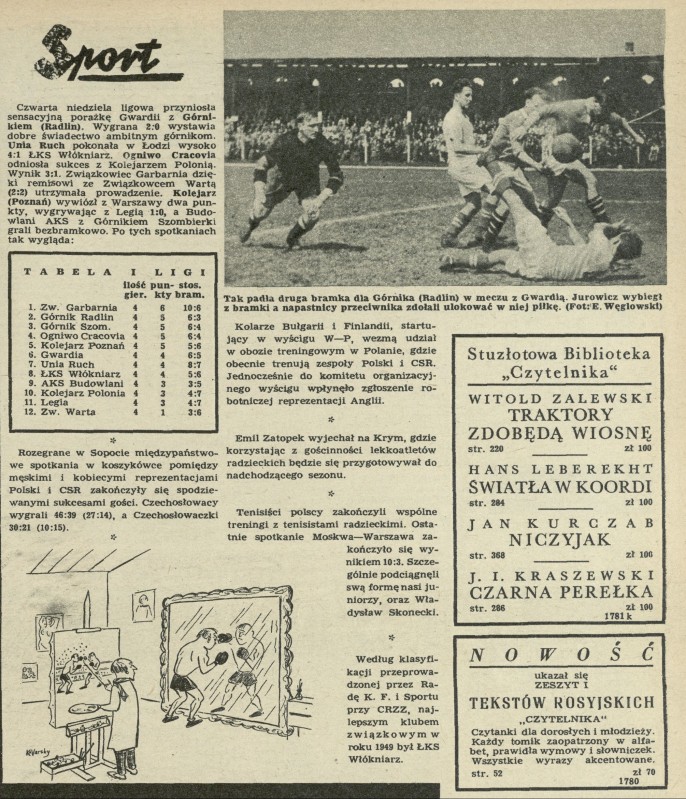 Sport
Czwarta niedziela ligowa przyniosła
sensacyjną porażkę Gwardii z Górni-
kiem (Radlin). Wygrana 2:0 wystawia
dobre świadectwo ambitnym górnikom.
Unia Ruch pokonała w Łodzi wysoko
4:1 ŁKS Włókniarz. Ogniwo Cracovia
odniosła sukces z Kolejarzem Polonią.
Wynik 3:1. Związkowiec Garbarnia dzię-
ki remisowi ze Związkowcem Wartą
(2:2) utrzymała prowadzenie. Kolejarz
(Poznań) wywiózł z Warszawy dwa pun-
kty, wygrywając z Legią 1:0, a Budo-
wlani AKS z Górnikiem Szombierki
grali bezbramkowo. Po tych spotkaniach
tak wygląda:
TABELA I LIGI
ilość pun- stos.
gier. kty bram.
1. Zw. Garbarnia 4 6 10:6
2. Górnik Radlin 4 5 6:3
3. Górnik Szom. 4 5 6:4
4. Ogniwo Cracovia 4 5 6:4
5. Kolejarz Poznań 4 5 5:6
6. Gwardia 4 4 6:5
7. Unia Ruch 4 4 8:7
8. ŁKS Włókniarz 4 4 5:6
9. AKS Budowlani 4 3 3:5
10. Kolejarz Polonia 4 3 4:7
11. Legia 4 3 4:7
12. Zw. Warta 4 1 3:6
*
Rozegrane w Sopocie międzypaństwo-
we spotkania w koszykówce pomiędzy
męskimi i kobiecymi reprezentacjami
Polski i CSR zakończyły się spodzie-
wanymi sukcesami gości. Czechosłowacy
wygrali 46:39 (27:14), a Czechosłowaczki
30:21 (10:15).
Tak padła druga bramka dla Górnika (Radlin) w meczu z Gwardią. Jurowicz wybiegł
z bramki a napastnicy przeciwnika zdołali ulokować w niej piłkę. (Fot: E. Węglowski)
Kolarze Bułgarii i Finlandii, startu-
jący w wyścigu W—P, wezmą udział
w obozie treningowym w Polanie, gdzie
obecnie trenują zespoły Polski i CSR.
Jednocześnie do komitetu organizacyj-
nego wyścigu wpłynęło zgłoszenie ro-
botniczej reprezentacji Anglii.
*
Emil Zatopek wyjechał na Krym, gdzie
korzystając z gościnności lekkoatletów
radzieckich będzie się przygotowywał do
nadchodzącego sezonu.
*
Tenisiści polscy zakończyli wspólne
treningi z tenisistami radzieckimi. Osta-
tnie spotkanie Moskwa—Warszawa za-
kończyło się wy-
nikiem 10:3. Szcze-
gólnie podciągnęli
swą formę nasi ju-
niorzy, oraz Wła-
dysław Skonecki.
*
Według klasyfi-
kacji przeprowa-
dzonej przez Ra-
dę K. F. i Sportu
przy CRZZ, naj-
lepszym klubem
związkowym w
roku 1949 był ŁKS
Włókniarz.
Stuzłotowa Biblioteka
„Czytelnika“
WITOLD ZALEWSKI
TRAKTORY
ZDOBĘDĄ WIOSNĘ
str. 220 zł 100
HANS LEBEREKHT
ŚWIATŁA W KOORDI
str. 284 zł 100
JAN KURCZAB
NICZYJAK
str. 368 zł 100
J. I. KRASZEWSKI
CZARNA PEREŁKA
str. 286 zł 100
1781 k
NOWOŚĆ
ukazał się
ZESZYT I
TEKSTÓW ROSYJSKICH
„CZYTELNIKA“
Czytanki dla dorosłych i młodzieży.
Każdy tomik zaopatrzony w alfa-
bet, prawidła wymowy i słowniczek.
Wszystkie wyrazy akcentowane.
str. 52 zł 70
1780